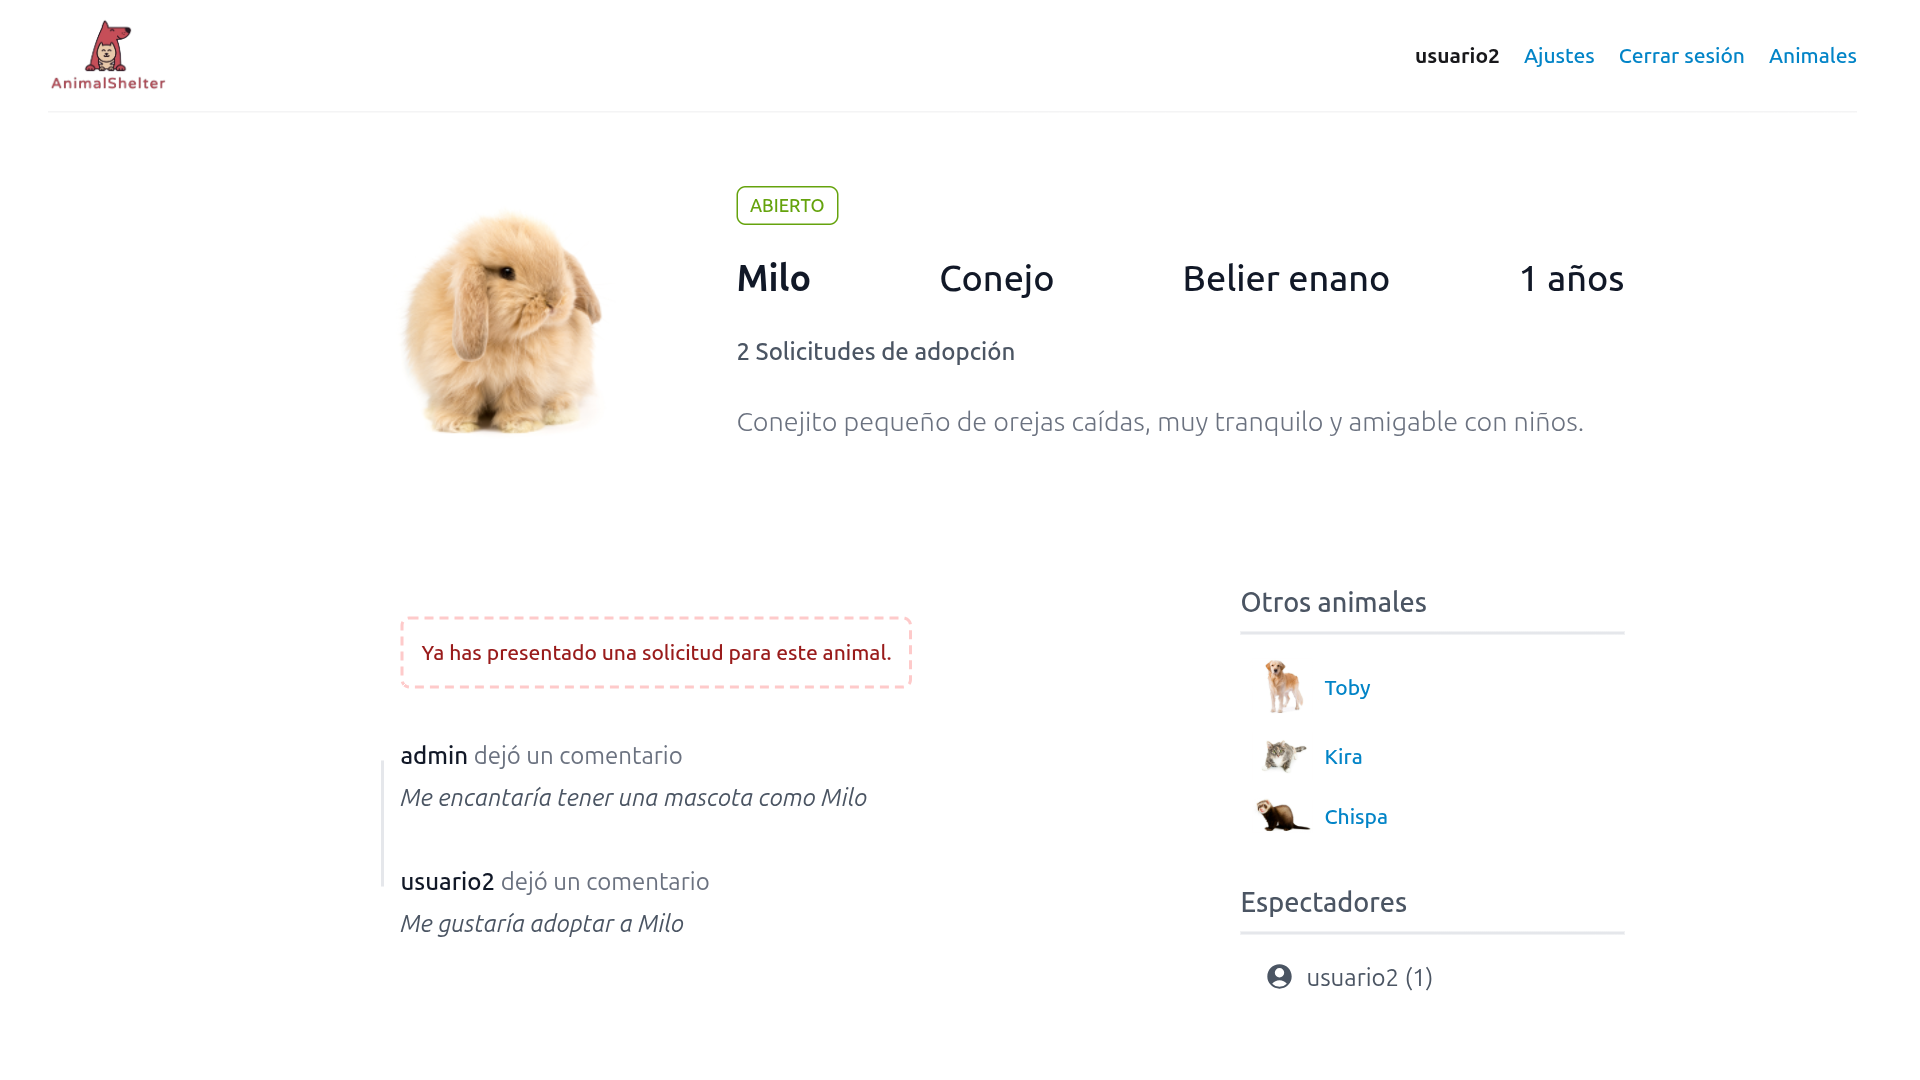 AnimalShelter
usuario2 Ajustes Cerrar sesión Animales
ABIERTO
Milo Conejo Belier enano 1 años
2 Solicitudes de adopción
Conejito pequeño de orejas caídas, muy tranquilo y amigable con niños.
Ya has presentado una solicitud para este animal.
admin dejó un comentario
Me encantaría tener una mascota como Milo
usuario2 dejó un comentario
Me gustaría adoptar a Milo
Otros animales
Toby
Kira
Chispa
Espectadores
usuario2 (1)